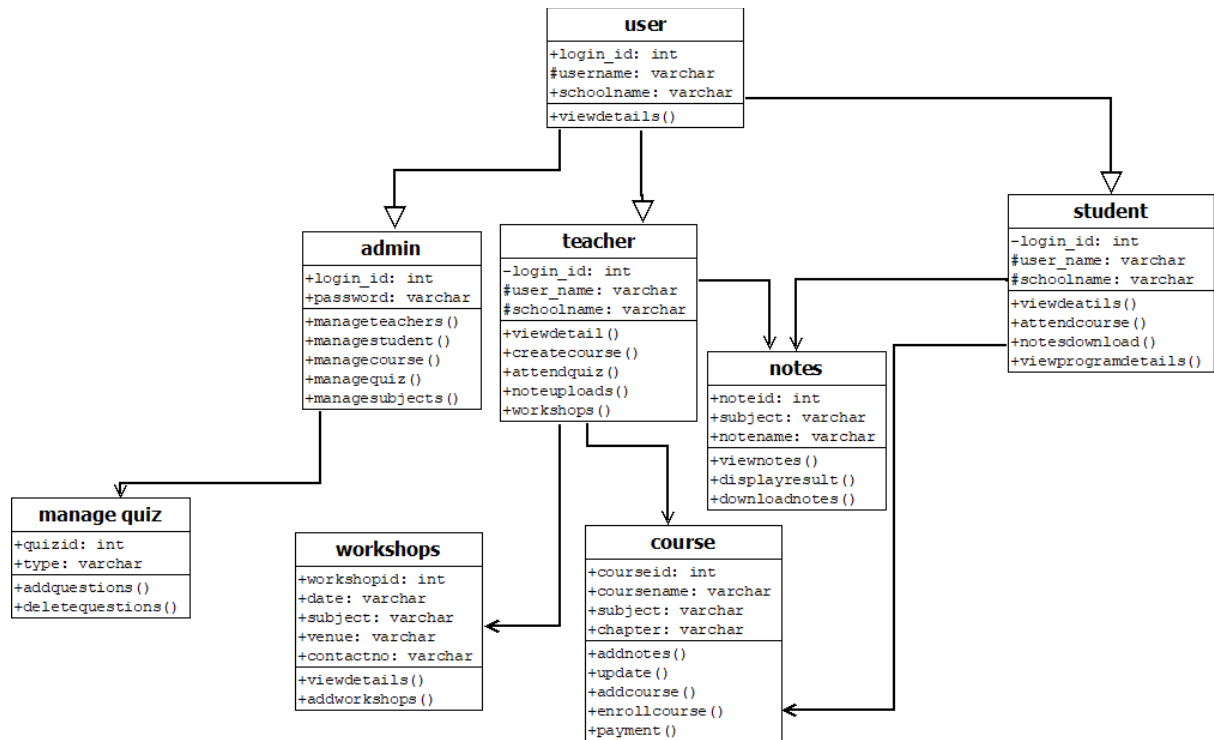 user
+login_id: int
#username: varchar
+schoolname: varchar
+viewdetails()
admin
+login_id: int
+password: varchar
+manageteachers()
+managestudent()
+managecourse()
+managequiz()
+managesubjects()
teacher
-login_id: int
#user_name: varchar
#schoolname: varchar
+viewdetail()
+createcourse()
+attendquiz()
+noteuploads()
+workshops()
student
-login_id: int
#user_name: varchar
#schoolname: varchar
+viewdeatils()
+attendcourse()
+notesdownload()
+viewprogramdetails()
notes
+noteid: int
+subject: varchar
+notename: varchar
+viewnotes()
+displayresult()
+downloadnotes()
manage quiz
+quizid: int
+type: varchar
+addquestions()
+deletequestions()
workshops
+workshopid: int
+date: varchar
+subject: varchar
+venue: varchar
+contactno: varchar
+viewdetails()
+addworkshops()
course
+courseid: int
+coursename: varchar
+subject: varchar
+chapter: varchar
+addnotes()
+update()
+addcourse()
+enrollcourse()
+payment()